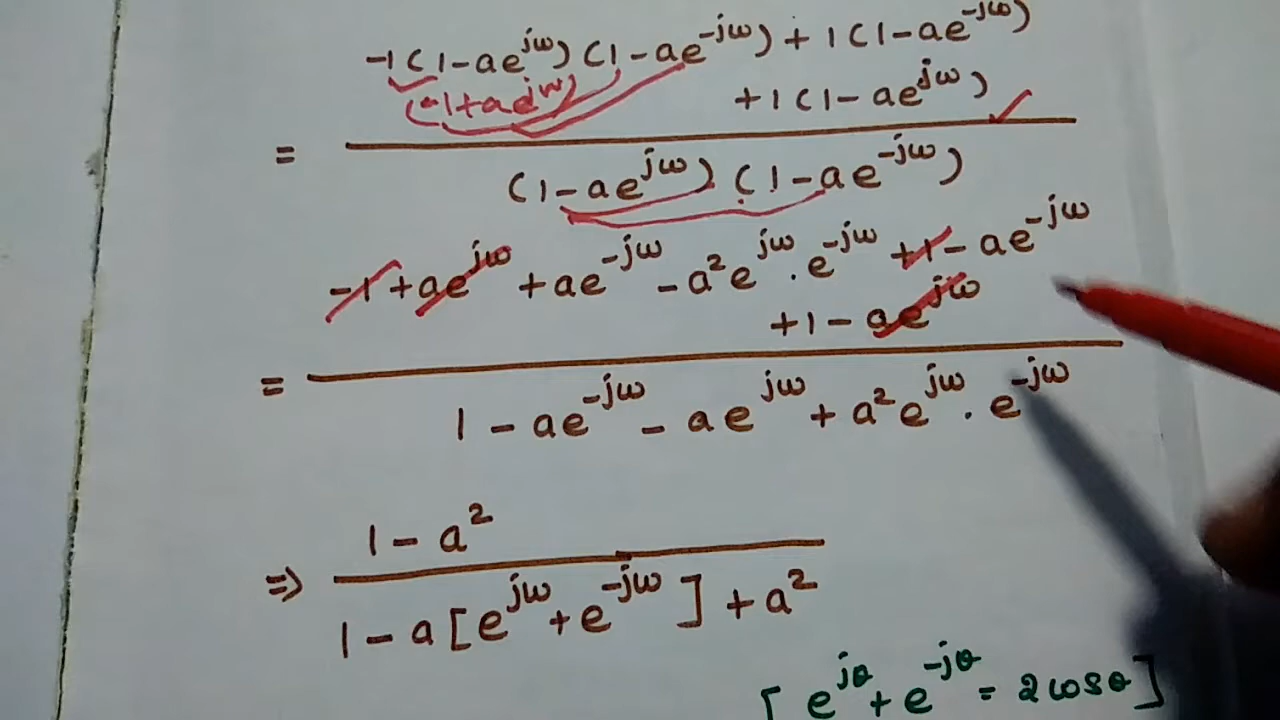 -1(1-ae^{jω})(1-ae^{-jω})+1(1-ae^{-jω})
(-1+ae^{jω})
+1(1-ae^{jω})
=
(1-ae^{jω})(1-ae^{-jω})
-1+ae^{jω}+ae^{-jω}-a²e^{jω}.e^{-jω}+1-ae^{-jω}
+1-ae^{jω}
=
1-ae^{-jω}-ae^{jω}+a²e^{jω}.e^{-jω}
1-a²
=>
1-a[e^{jω}+e^{-jω}]+a²
[e^{jθ}+e^{-jθ}=2cosθ]